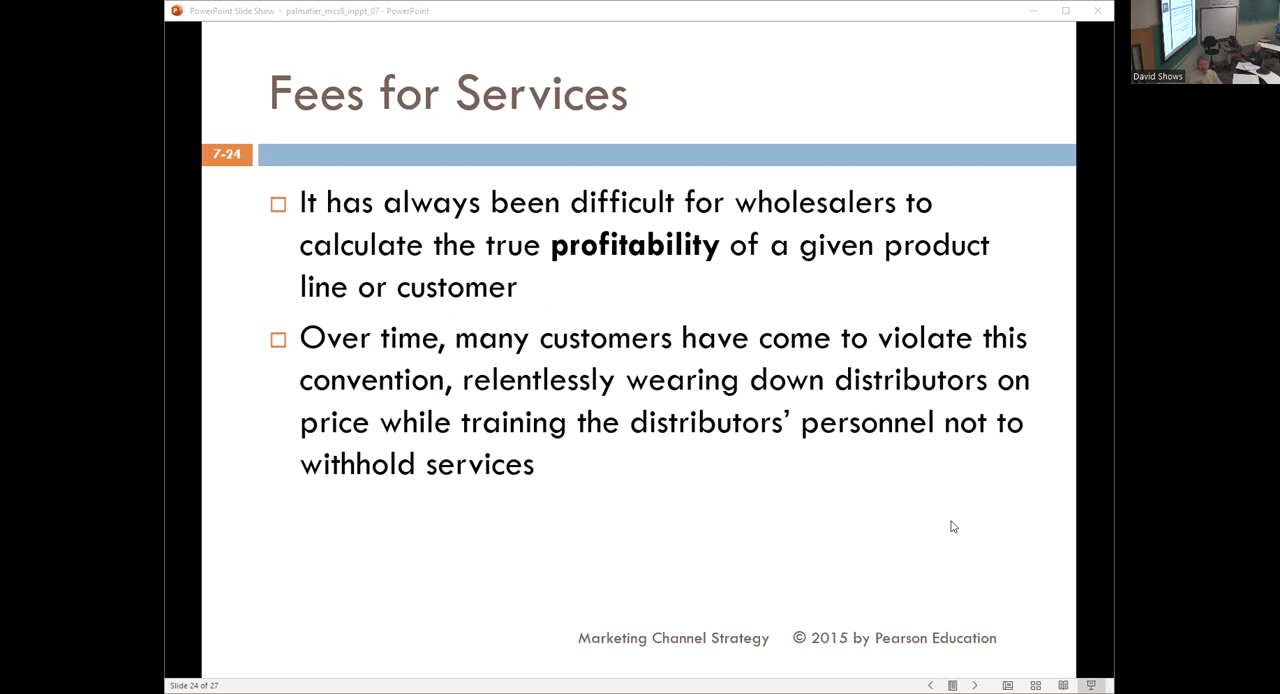 PowerPoint Slide Show - palmatier_mcs8_inppt_07 - PowerPoint
David Shows
Fees for Services
7-24
It has always been difficult for wholesalers to
calculate the true profitability of a given product
line or customer
Over time, many customers have come to violate this
convention, relentlessly wearing down distributors on
price while training the distributors’ personnel not to
withhold services
Marketing Channel Strategy © 2015 by Pearson Education
Slide 24 of 27